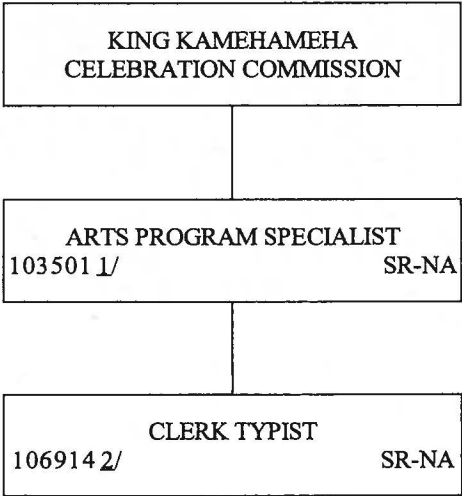 KING KAMEHAMEHA
CELEBRATION COMMISSION
ARTS PROGRAM SPECIALIST
103501 1/ SR-NA
CLERK TYPIST
106914 2/ SR-NA